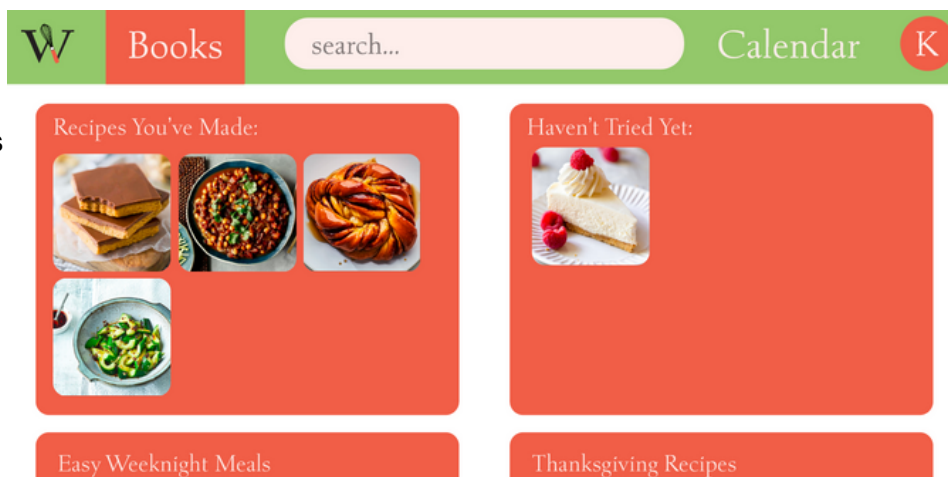 W
Books
search...
Calendar
K
Recipes You've Made:
Haven't Tried Yet:
s
Easy Weeknight Meals
Thanksgiving Recipes